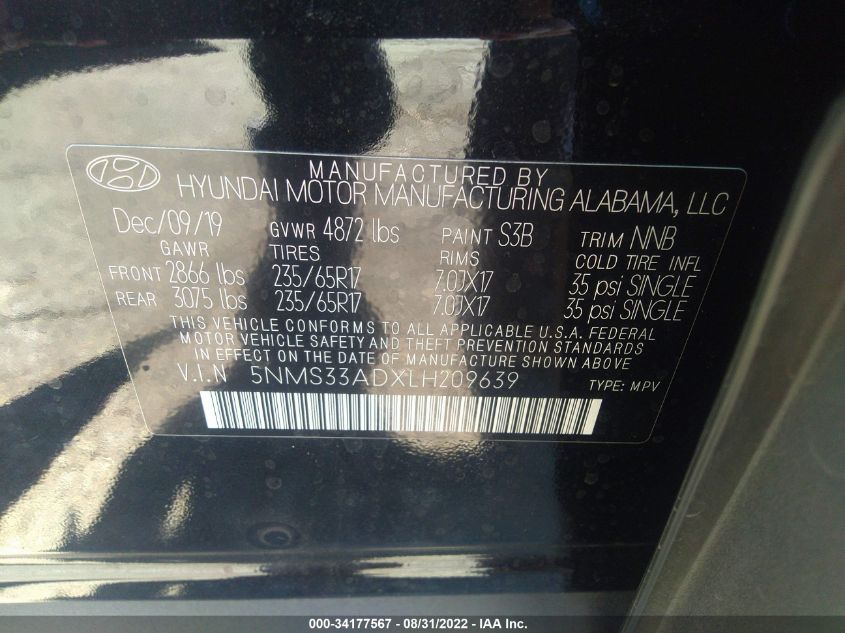 MANUFACTURED BY
HYUNDAI MOTOR MANUFACTURING ALABAMA, LLC
Dec/09/19 GVWR 4872 lbs PAINT S3B TRIM NNB
GAWR TIRES RIMS COLD TIRE INFL
FRONT 2866 lbs 235/65R17 7.0JX17 35 psi SINGLE
REAR 3075 lbs 235/65R17 7.0JX17 35 psi SINGLE
THIS VEHICLE CONFORMS TO ALL APPLICABLE U.S.A. FEDERAL
MOTOR VEHICLE SAFETY AND THEFT PREVENTION STANDARDS
IN EFFECT ON THE DATE OF MANUFACTURE SHOWN ABOVE
V.I.N 5NMS33ADXLH209639 TYPE: MPV
000-34177567 - 08/31/2022 - IAA Inc.